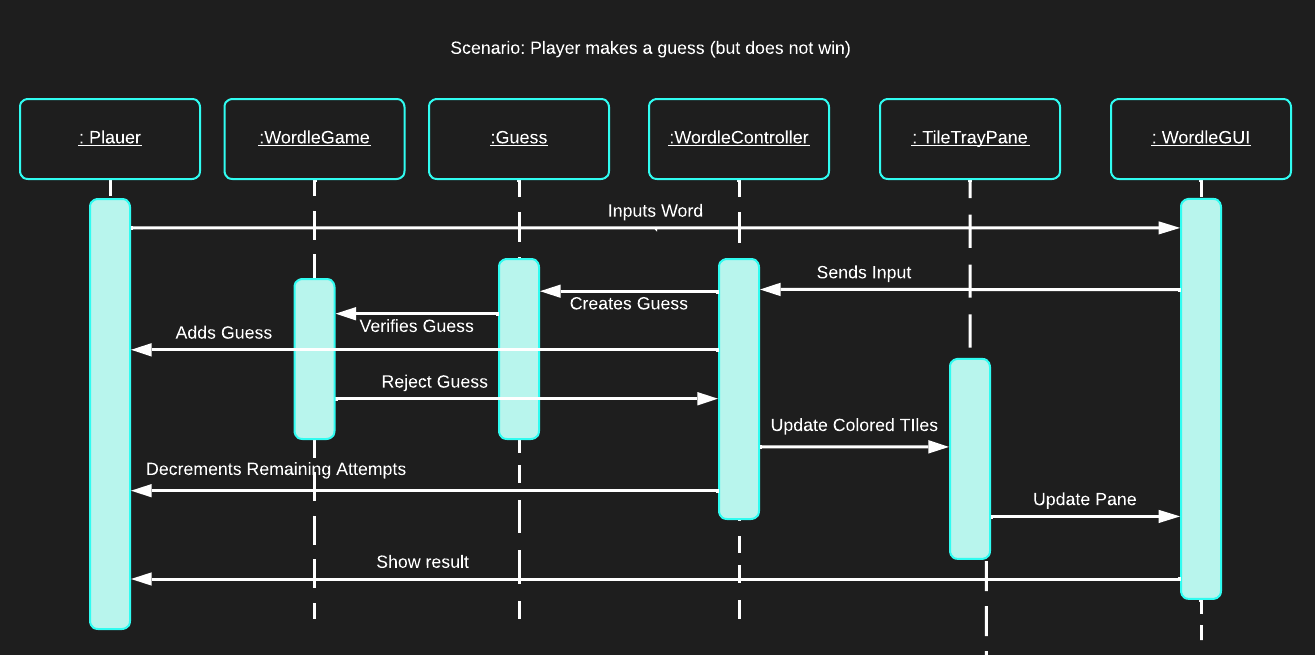 Scenario: Player makes a guess (but does not win)
: Plauer
:WordleGame
:Guess
:WordleController
: TileTrayPane
: WordleGUI
Inputs Word
Sends Input
Creates Guess
Verifies Guess
Adds Guess
Reject Guess
Update Colored TIles
Decrements Remaining Attempts
Update Pane
Show result